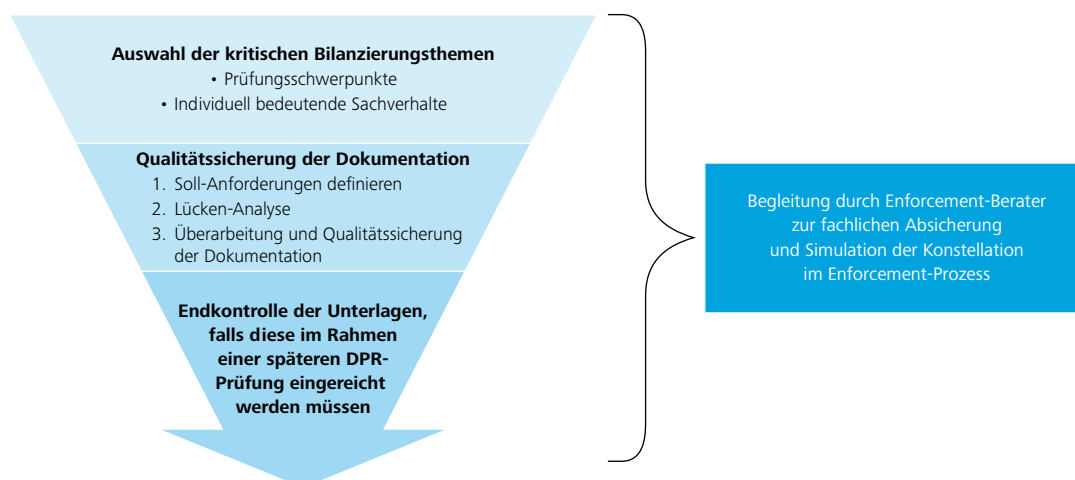 Auswahl der kritischen Bilanzierungsthemen
• Prüfungsschwerpunkte
• Individuell bedeutende Sachverhalte
Qualitätssicherung der Dokumentation
1. Soll-Anforderungen definieren
2. Lücken-Analyse
3. Überarbeitung und Qualitätssicherung
der Dokumentation
Endkontrolle der Unterlagen,
falls diese im Rahmen
einer späteren DPR-
Prüfung eingereicht
werden müssen
Begleitung durch Enforcement-Berater
zur fachlichen Absicherung
und Simulation der Konstellation
im Enforcement-Prozess